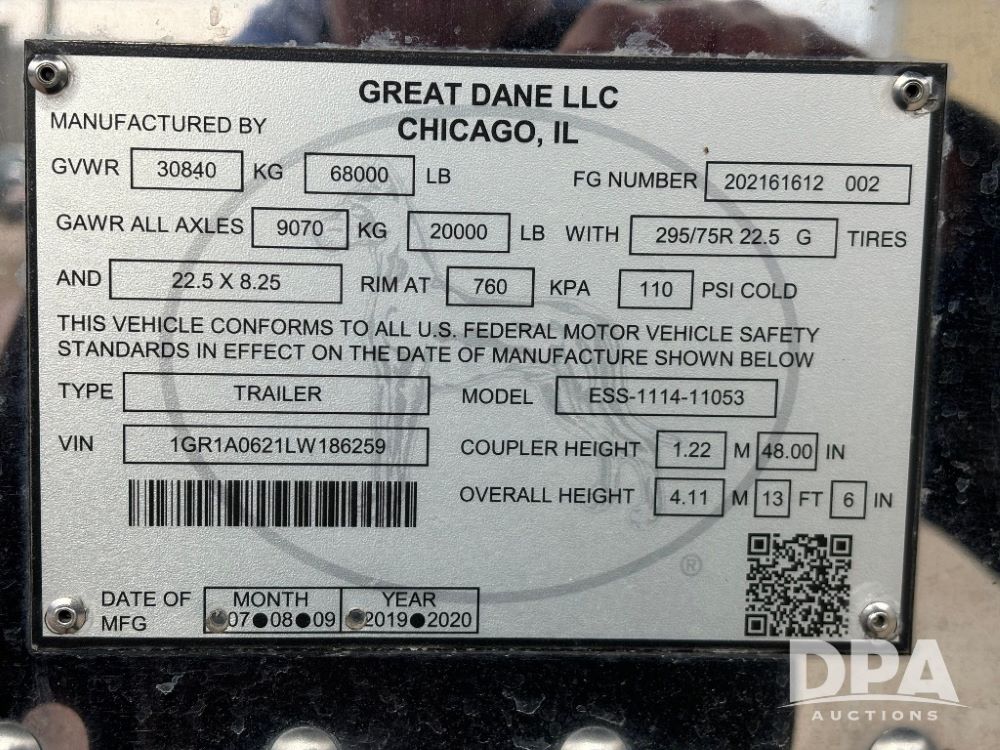 GREAT DANE LLC
MANUFACTURED BY CHICAGO, IL
GVWR 30840 KG 68000 LB FG NUMBER 202161612 002
GAWR ALL AXLES 9070 KG 20000 LB WITH 295/75R 22.5 G TIRES
AND 22.5 X 8.25 RIM AT 760 KPA 110 PSI COLD
THIS VEHICLE CONFORMS TO ALL U.S. FEDERAL MOTOR VEHICLE SAFETY
STANDARDS IN EFFECT ON THE DATE OF MANUFACTURE SHOWN BELOW
TYPE TRAILER MODEL ESS-1114-11053
VIN 1GR1A0621LW186259 COUPLER HEIGHT 1.22 M 48.00 IN
OVERALL HEIGHT 4.11 M 13 FT 6 IN
®
DATE OF MFG MONTH YEAR
07●08●09 2019●2020
DPA
AUCTIONS